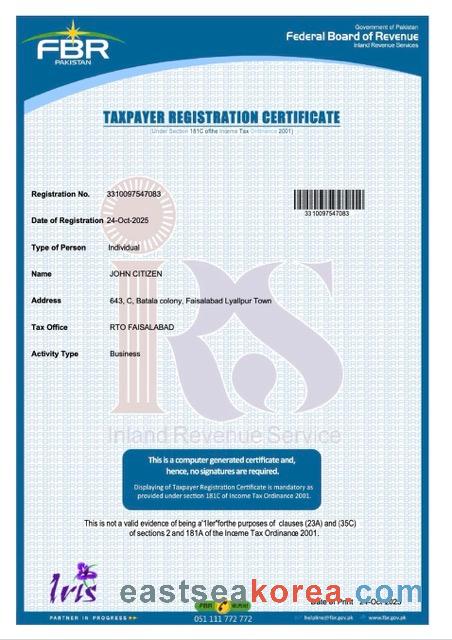 FBR
PAKISTAN
Government of Pakistan
Federal Board of Revenue
Inland Revenue Services
TAXPAYER REGISTRATION CERTIFICATE
(Under Section 181C ofthe Income Tax Ordinance 2001)
Registration No. 3310097547083
3310097547083
Date of Registration 24-Oct-2025
Type of Person Individual
Name JOHN CITIZEN
Address 643, C, Batala colony, Faisalabad Lyallpur Town
Tax Office RTO FAISALABAD
Activity Type Business
IRS
Inland Revenue Service
This is a computer generated certificate and,
hence, no signatures are required.
Displaying of Taxpayer Registration Certificate is mandatory as
provided under section 181C of Income Tax Ordinance 2001.
This is not a valid evidence of being a"1ler"forthe purposes of clauses (23A) and (35C)
of sections 2 and 181A of the Income Tax Ordinance 2001.
Iris
eastseakorea.com
Date of Print 24-Oct-2025
PARTNER IN PROGRESS
FBR
051 111 772 772
helpline@fbr.gov.pk
www.fbr.gov.pk